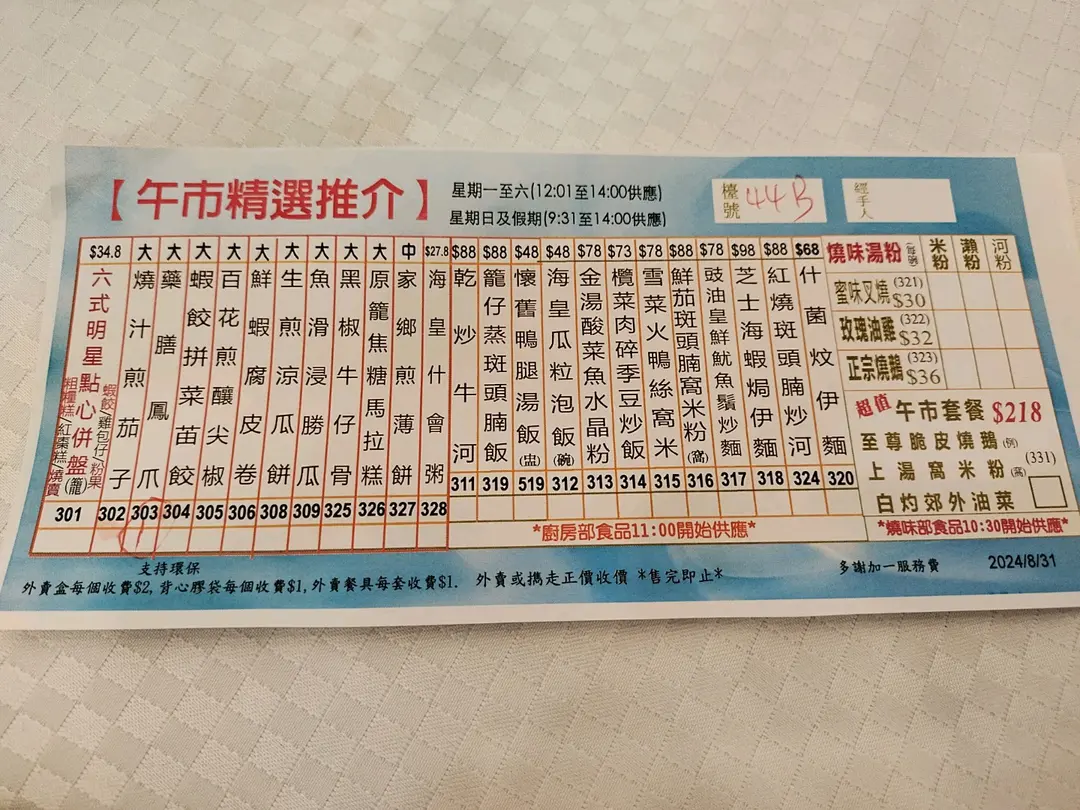 【午市精選推介】
星期一至六(12:01至14:00供應)
星期日及假期(9:31至14:00供應)
檯號 44B
經手人
$34.8 六式明星點心併盤(籠) 粗糧糕/紅棗糕/燒賣 蝦餃/雞包仔/粉果 301
大 燒汁煎茄子 302
大 藥膳鳳爪 303 1
大 蝦餃拼菜苗餃 304
大 百花煎釀尖椒 305
大 鮮蝦腐皮卷 306
大 生煎涼瓜餅 308
大 魚滑浸勝瓜 309
大 黑椒牛仔骨 325
大 原籠焦糖馬拉糕 326
中 家鄉煎薄餅 327
$27.8 海皇什會粥 328
$88 乾炒牛河 311
$88 籠仔蒸斑頭腩飯 319
$48 懷舊鴨腿湯飯(盅) 519
$48 海皇瓜粒泡飯(碗) 312
$78 金湯酸菜魚水晶粉 313
$73 欖菜肉碎季豆炒飯 314
$78 雪菜火鴨絲窩米 315
$88 鮮茄斑頭腩窩米粉(窩) 316
$78 豉油皇鮮魷魚鬚炒麵 317
$98 芝士海蝦焗伊麵 318
$88 紅燒斑頭腩炒河 324
$68 什菌炆伊麵 320
*廚房部食品11:00開始供應*
燒味湯粉(每碗) 米粉 瀨粉 河粉
蜜味叉燒 (321) $30
玫瑰油雞 (322) $32
正宗燒鵝 (323) $36
超值 午市套餐 $218
至尊脆皮燒鵝(例)
上湯窩米粉(窩) (331)
白灼郊外油菜
*燒味部食品10:30開始供應*
支持環保
外賣盒每個收費$2, 背心膠袋每個收費$1, 外賣餐具每套收費$1. 外賣或攜走正價收價 *售完即止*
多謝加一服務費 2024/8/31